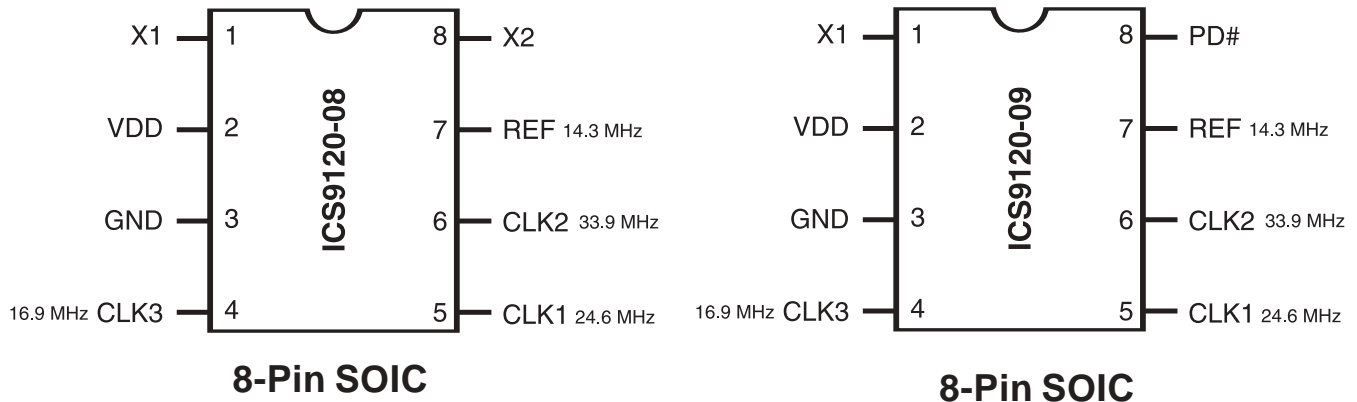 X1 1 8 X2
VDD 2 7 REF 14.3 MHz
GND 3 6 CLK2 33.9 MHz
16.9 MHz CLK3 4 5 CLK1 24.6 MHz
ICS9120-08
8-Pin SOIC
X1 1 8 PD#
VDD 2 7 REF 14.3 MHz
GND 3 6 CLK2 33.9 MHz
16.9 MHz CLK3 4 5 CLK1 24.6 MHz
ICS9120-09
8-Pin SOIC